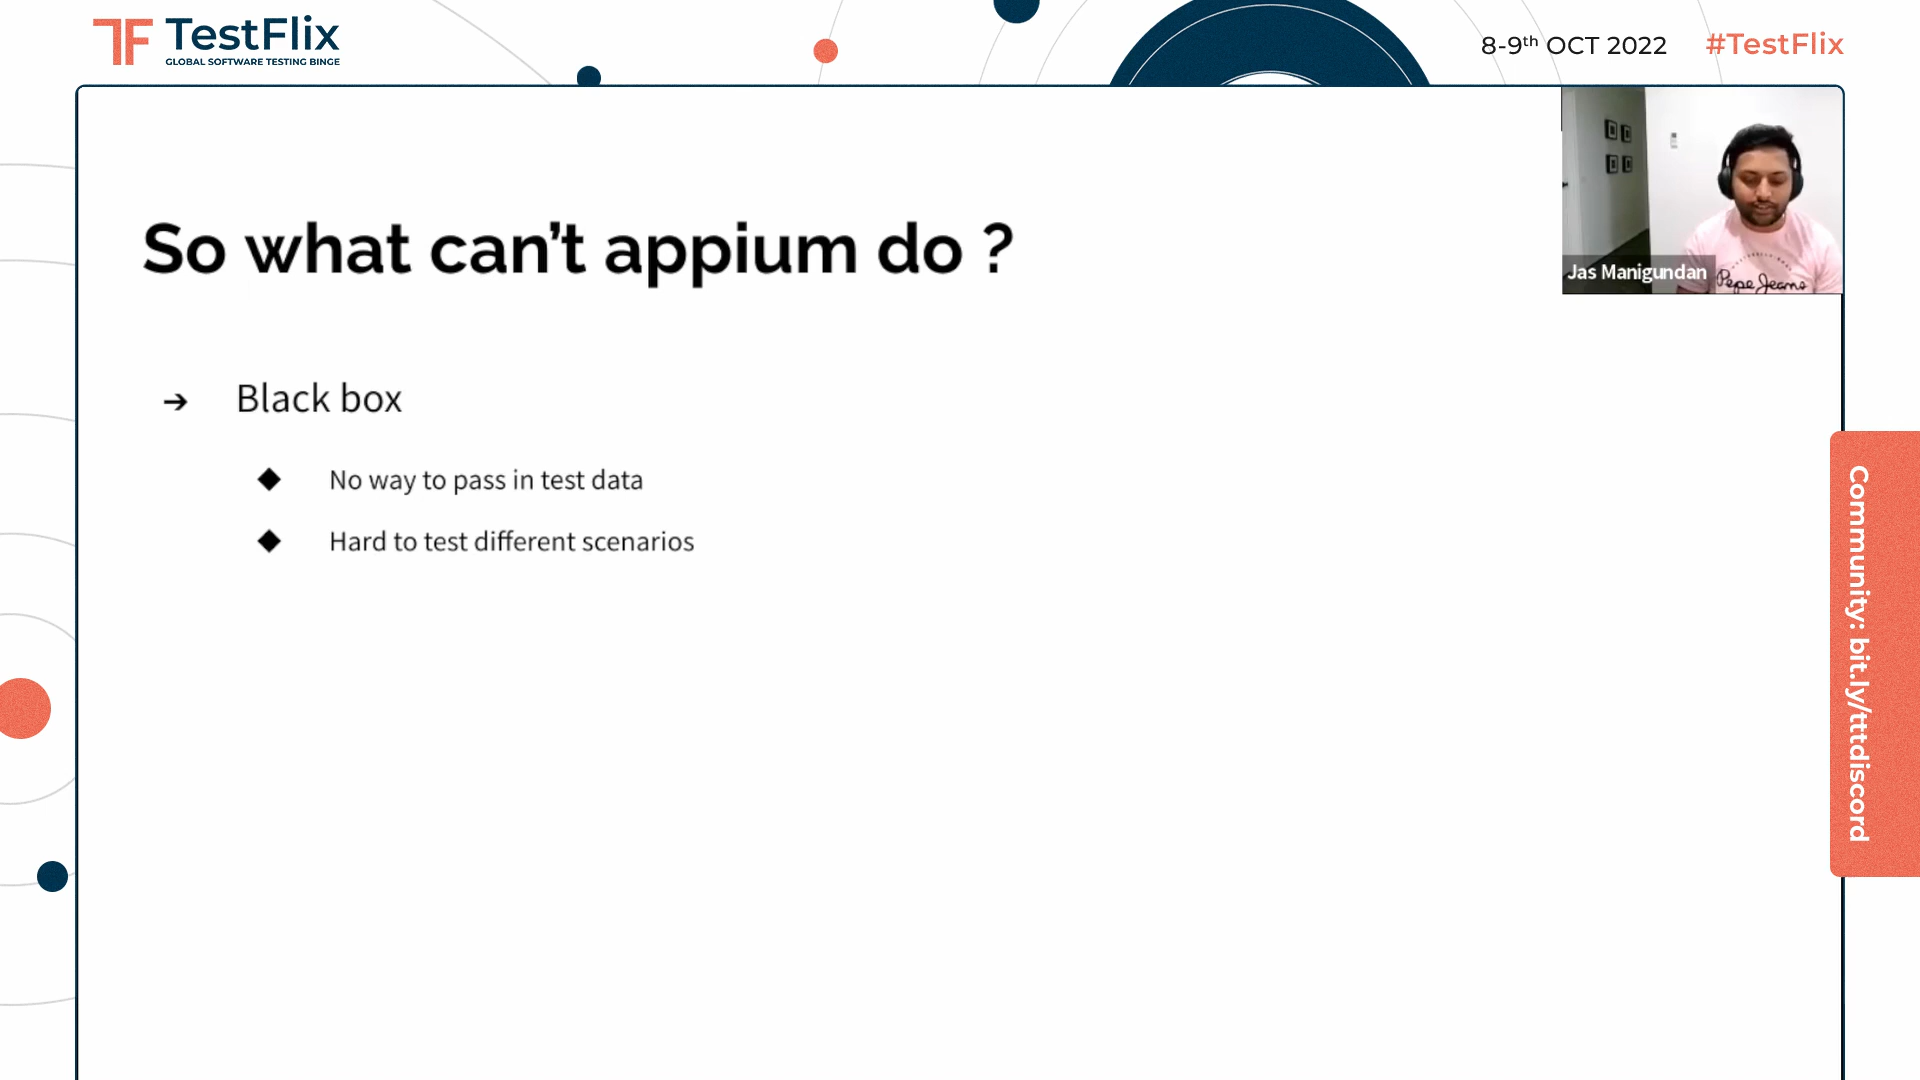 TF TestFlix
GLOBAL SOFTWARE TESTING BINGE
8-9th OCT 2022 #TestFlix
So what can't appium do ?
➔ Black box
◆ No way to pass in test data
◆ Hard to test different scenarios
Jas Manigundan
Pepe Jeans
Community: bit.ly/tttdiscord